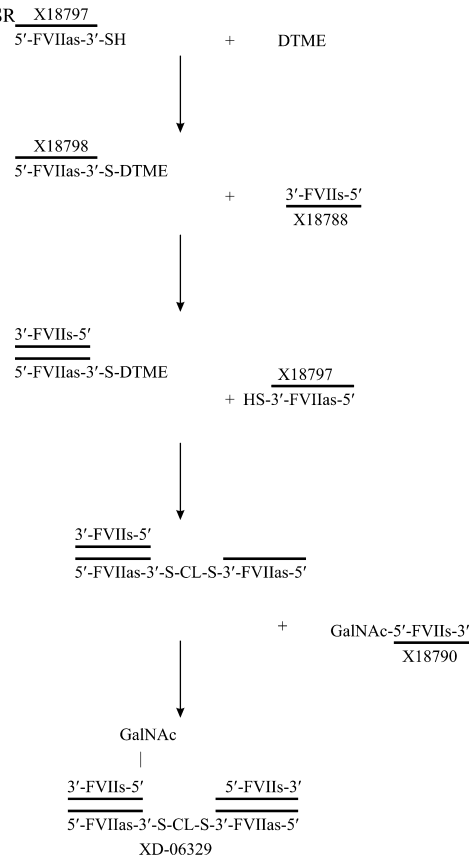 SR X18797
5′-FVIIas-3′-SH + DTME
X18798
5′-FVIIas-3′-S-DTME
+ 3′-FVIIs-5′
X18788
3′-FVIIs-5′
5′-FVIIas-3′-S-DTME
X18797
+ HS-3′-FVIIas-5′
3′-FVIIs-5′
5′-FVIIas-3′-S-CL-S-3′-FVIIas-5′
+ GalNAc-5′-FVIIs-3′
X18790
GalNAc
3′-FVIIs-5′ 5′-FVIIs-3′
5′-FVIIas-3′-S-CL-S-3′-FVIIas-5′
XD-06329